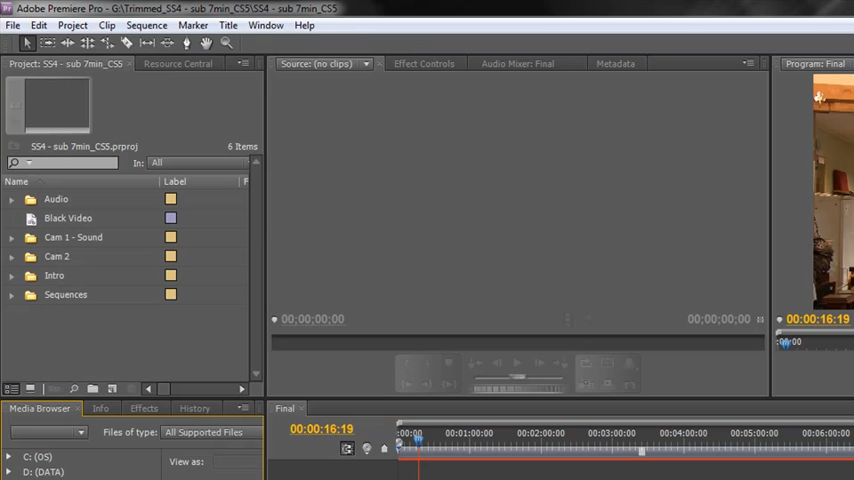 Pr Adobe Premiere Pro - G:\Trimmed_SS4 - sub 7min_CS5\SS4 - sub 7min_CS5
File Edit Project Clip Sequence Marker Title Window Help
Project: SS4 - sub 7min_CS5 Resource Central
Source: (no clips) Effect Controls Audio Mixer: Final Metadata
Program: Final
SS4 - sub 7min_CS5.prproj 6 Items
In: All
Name Label F
Audio
Black Video
Cam 1 - Sound
Cam 2
Intro
Sequences
00;00;00;00 00;00;00;00
00:00:16:19
:00:00
Media Browser Info Effects History
Files of type: All Supported Files
C: (OS) View as:
D: (DATA)
Final
00:00:16:19
:00:00 00:01:00:00 00:02:00:00 00:03:00:00 00:04:00:00 00:05:00:00 00:06:00:00